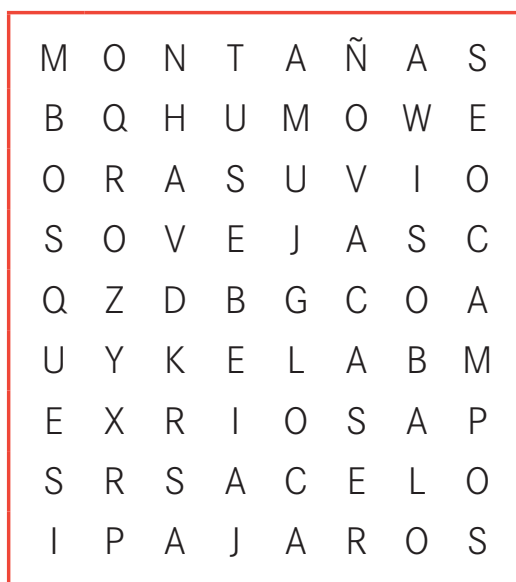 M O N T A Ñ A S
B Q H U M O W E
O R A S U V I O
S O V E J A S C
Q Z D B G C O A
U Y K E L A B M
E X R I O S A P
S R S A C E L O
I P A J A R O S